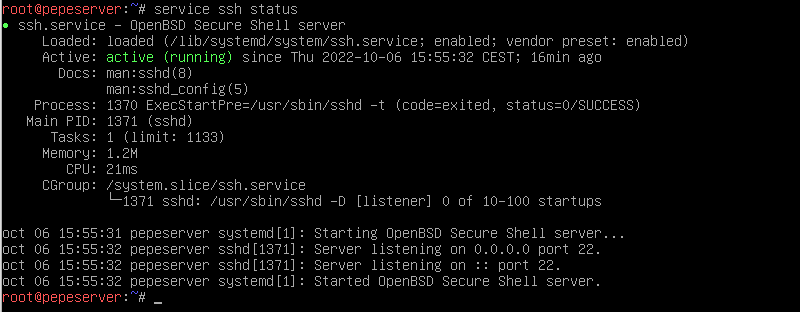 root@pepeserver:~# service ssh status
● ssh.service - OpenBSD Secure Shell server
Loaded: loaded (/lib/systemd/system/ssh.service; enabled; vendor preset: enabled)
Active: active (running) since Thu 2022-10-06 15:55:32 CEST; 16min ago
Docs: man:sshd(8)
man:sshd_config(5)
Process: 1370 ExecStartPre=/usr/sbin/sshd -t (code=exited, status=0/SUCCESS)
Main PID: 1371 (sshd)
Tasks: 1 (limit: 1133)
Memory: 1.2M
CPU: 21ms
CGroup: /system.slice/ssh.service
└─1371 sshd: /usr/sbin/sshd -D [listener] 0 of 10-100 startups
oct 06 15:55:31 pepeserver systemd[1]: Starting OpenBSD Secure Shell server...
oct 06 15:55:32 pepeserver sshd[1371]: Server listening on 0.0.0.0 port 22.
oct 06 15:55:32 pepeserver sshd[1371]: Server listening on :: port 22.
oct 06 15:55:32 pepeserver systemd[1]: Started OpenBSD Secure Shell server.
root@pepeserver:~# _